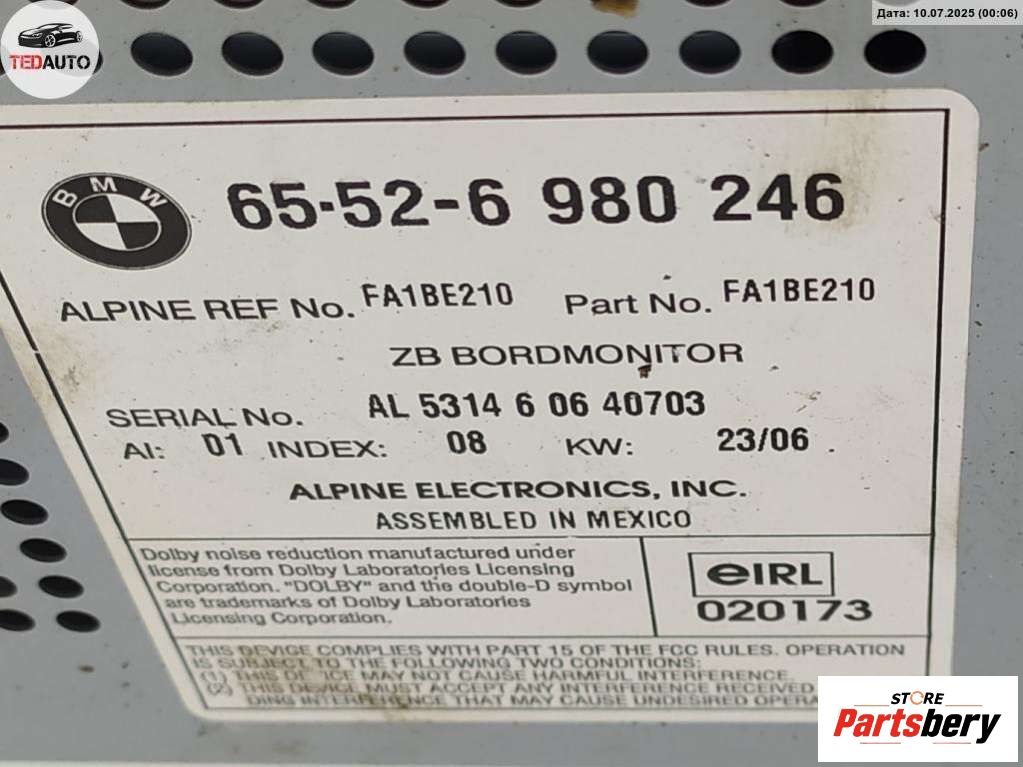 Дата: 10.07.2025 (00:06)
TEDAUTO
BMW
65-52-6 980 246
ALPINE REF No. FA1BE210 Part No. FA1BE210
ZB BORDMONITOR
SERIAL No. AL 5314 6 06 40703
AI: 01 INDEX: 08 KW: 23/06 .
ALPINE ELECTRONICS, INC.
ASSEMBLED IN MEXICO
Dolby noise reduction manufactured under
license from Dolby Laboratories Licensing
Corporation. "DOLBY" and the double-D symbol
are trademarks of Dolby Laboratories
Licensing Corporation.
eIRL
020173
THIS DEVICE COMPLIES WITH PART 15 OF THE FCC RULES. OPERATION
IS SUBJECT TO THE FOLLOWING TWO CONDITIONS:
(1) THIS DEVICE MAY NOT CAUSE HARMFUL INTERFERENCE.
(2) THIS DEVICE MUST ACCEPT ANY INTERFERENCE RECEIVED
DING INTERFERENCE THAT MAY CAUSE UNDESIRED
STORE
Partsbery